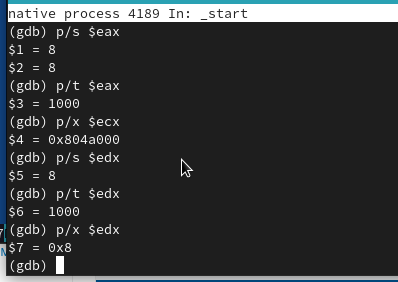 native process 4189 In: _start
(gdb) p/s $eax
$1 = 8
$2 = 8
(gdb) p/t $eax
$3 = 1000
(gdb) p/x $ecx
$4 = 0x804a000
(gdb) p/s $edx
$5 = 8
(gdb) p/t $edx
$6 = 1000
(gdb) p/x $edx
$7 = 0x8
(gdb)